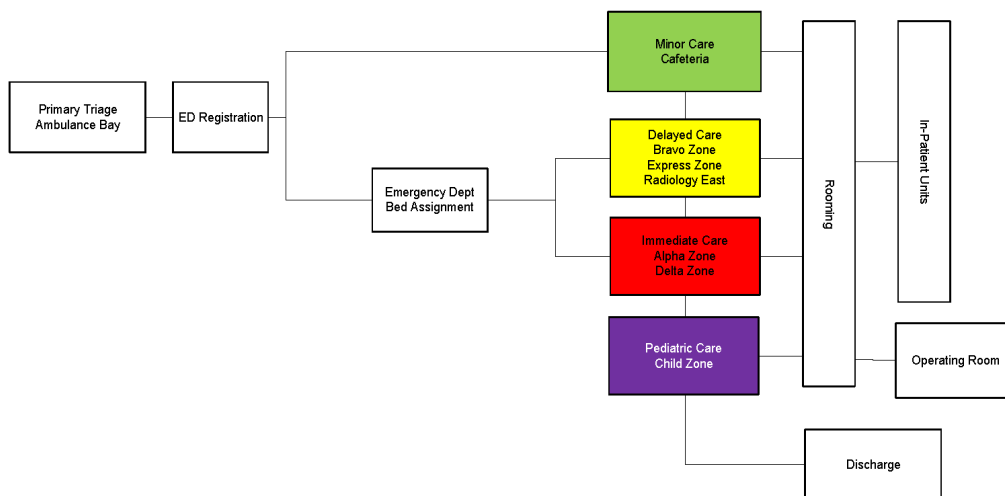 Primary Triage
Ambulance Bay
ED Registration
Emergency Dept
Bed Assignment
Minor Care
Cafeteria
Delayed Care
Bravo Zone
Express Zone
Radiology East
Immediate Care
Alpha Zone
Delta Zone
Pediatric Care
Child Zone
Rooming
In-Patient Units
Operating Room
Discharge